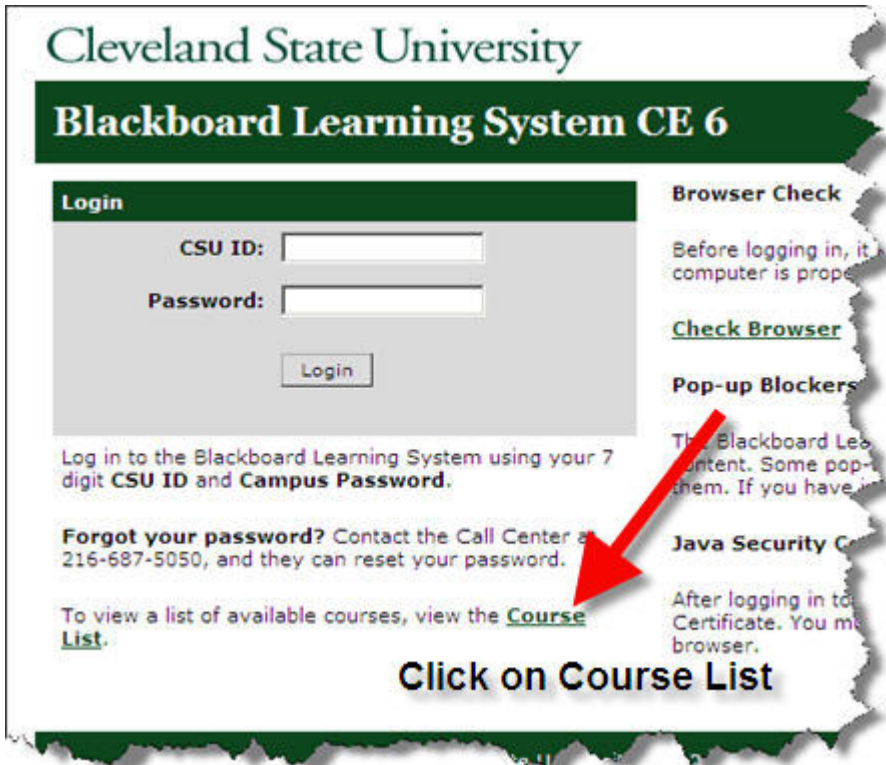 Cleveland State University
Blackboard Learning System CE 6
Login
CSU ID:
Password:
Login
Log in to the Blackboard Learning System using your 7
digit CSU ID and Campus Password.
Forgot your password? Contact the Call Center
216-687-5050, and they can reset your password.
To view a list of available courses, view the Course
List.
Browser Check
Before logging in, it
computer is
Check Browser
Pop-up Blockers
The Blackboard
content. Some
them. If you have
Java Security
After logging in to
Certificate. You
browser.
Click on Course List